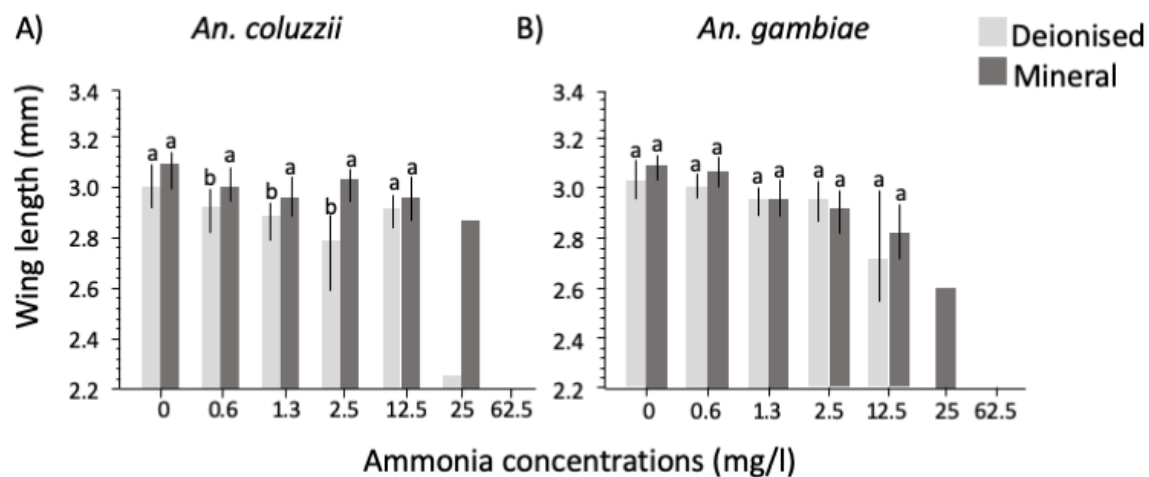 A) An. coluzzii B) An. gambiae
Deionised
Mineral
Wing length (mm)
3.4
3.2
3.0
2.8
2.6
2.4
2.2
a a b a b a b a a a
0 0.6 1.3 2.5 12.5 25 62.5
3.4
3.2
3.0
2.8
2.6
2.4
2.2
a a a a a a a a a a
0 0.6 1.3 2.5 12.5 25 62.5
Ammonia concentrations (mg/l)